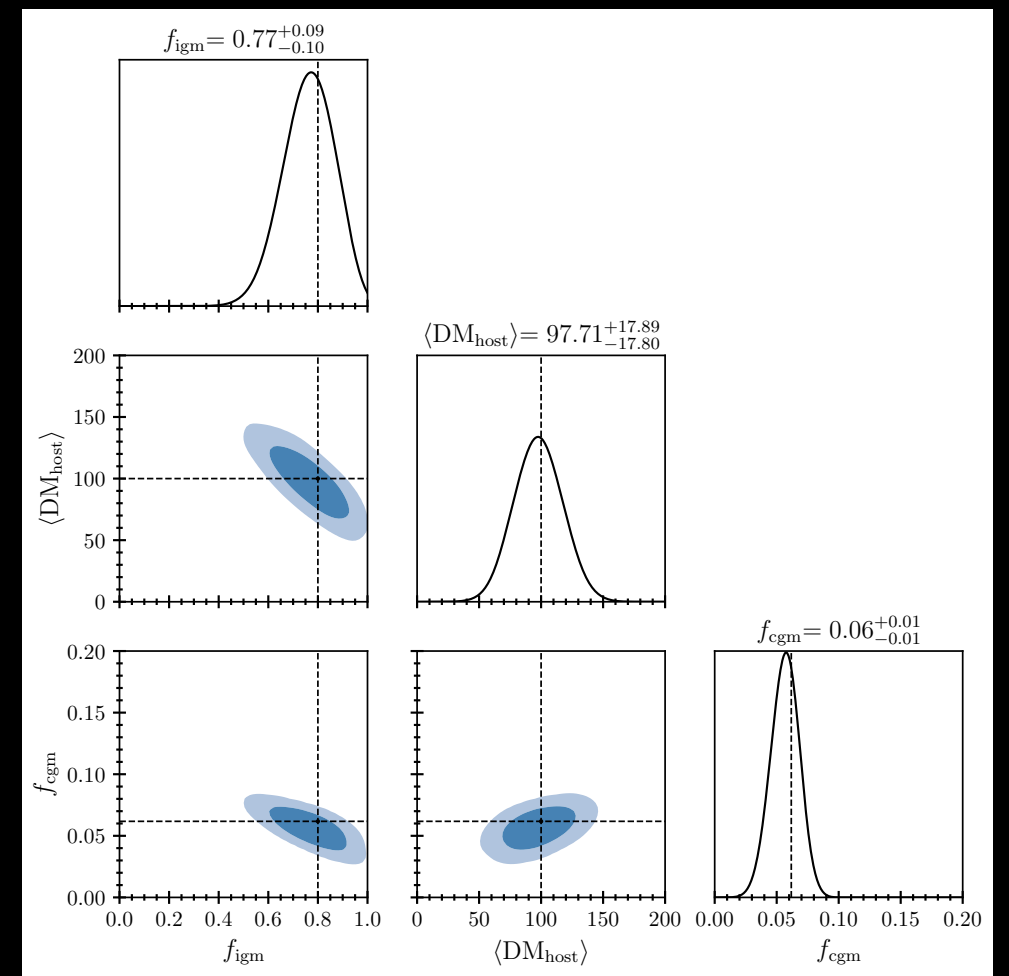 f_igm = 0.77^{+0.09}_{-0.10}
⟨DM_host⟩ = 97.71^{+17.89}_{-17.80}
200
150
100
50
0
⟨DM_host⟩
f_cgm = 0.06^{+0.01}_{-0.01}
0.20
0.15
0.10
0.05
0.00
f_cgm
0.0 0.2 0.4 0.6 0.8 1.0 0 50 100 150 200 0.00 0.05 0.10 0.15 0.20
f_igm ⟨DM_host⟩ f_cgm